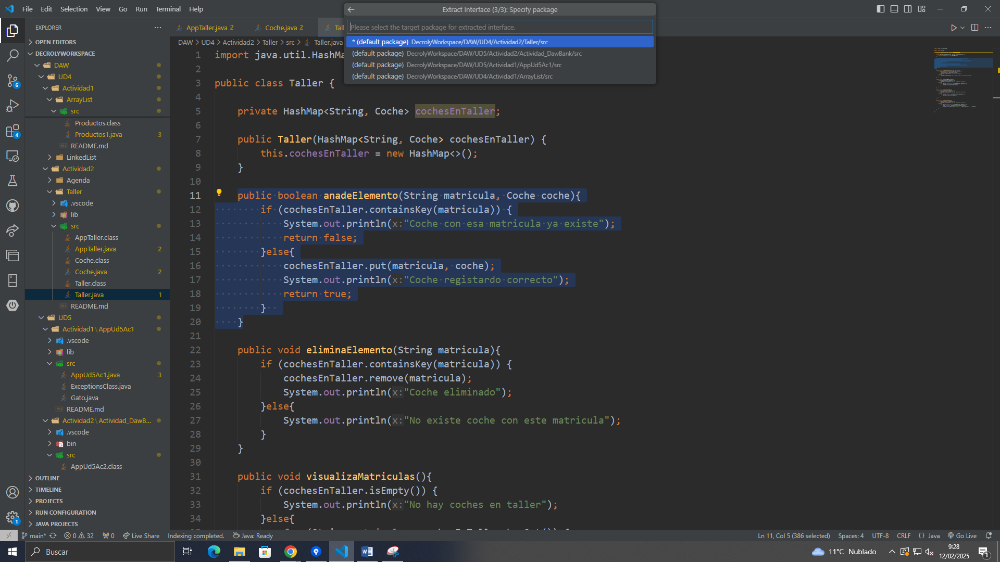 File Edit Selection View Go Run Terminal Help
Extract Interface (3/3): Specify package
Please select the target package for extracted interface.
* (default package) DecrolyWorkspace/DAW/UD4/Actividad2/Taller/src
(default package) DecrolyWorkspace/DAW/UD5/Actividad2/Actividad_DawBank/src
(default package) DecrolyWorkspace/DAW/UD5/Actividad1/AppUd5Ac1/src
(default package) DecrolyWorkspace/DAW/UD4/Actividad1/ArrayList/src
EXPLORER
OPEN EDITORS
DECROLYWORKSPACE
DAW
UD4
Actividad1
ArrayList
src
Productos.class
Productos1.java 3
README.md
LinkedList
Actividad2
Agenda
Taller
.vscode
lib
src
AppTaller.class
AppTaller.java 2
Coche.class
Coche.java 2
Taller.class
Taller.java 1
README.md
UD5
Actividad1\AppUd5Ac1
.vscode
lib
src
AppUd5Ac1.java 3
ExceptionsClass.java
Gato.java
README.md
Actividad2\Actividad_DawB...
.vscode
bin
src
AppUd5Ac2.class
OUTLINE
TIMELINE
PROJECTS
RUN CONFIGURATION
JAVA PROJECTS
6
4
1
AppTaller.java 2 Coche.java 2 Tall
DAW > UD4 > Actividad2 > Taller > src > Taller.java
1 import java.util.HashMa
2
3 public class Taller {
4
5 private HashMap<String, Coche> cochesEnTaller;
6
7 public Taller(HashMap<String, Coche> cochesEnTaller) {
8 this.cochesEnTaller = new HashMap<>();
9 }
10
11 public boolean anadeElemento(String matricula, Coche coche){
12 if (cochesEnTaller.containsKey(matricula)) {
13 System.out.println(x:"Coche con esa matricula ya existe");
14 return false;
15 }else{
16 cochesEnTaller.put(matricula, coche);
17 System.out.println(x:"Coche registardo correcto");
18 return true;
19 }
20 }
21
22 public void eliminaElemento(String matricula){
23 if (cochesEnTaller.containsKey(matricula)) {
24 cochesEnTaller.remove(matricula);
25 System.out.println(x:"Coche eliminado");
26 }else{
27 System.out.println(x:"No existe coche con este matricula");
28 }
29 }
30
31 public void visualizaMatriculas(){
32 if (cochesEnTaller.isEmpty()) {
33 System.out.println(x:"No hay coches en taller");
34 }else{
main* 0 32 0 Live Share Indexing completed. Java: Ready
Ln 11, Col 5 (386 selected) Spaces: 4 UTF-8 CRLF {} Java Go Live
Buscar
11°C Nublado
9:28
12/02/2025
1